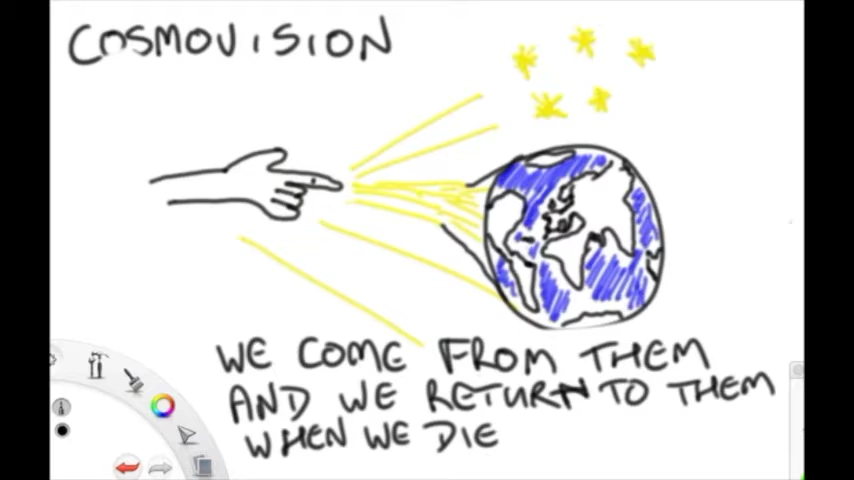 COSMOVISION
WE COME FROM THEM
AND WE RETURN TO THEM
WHEN WE DIE